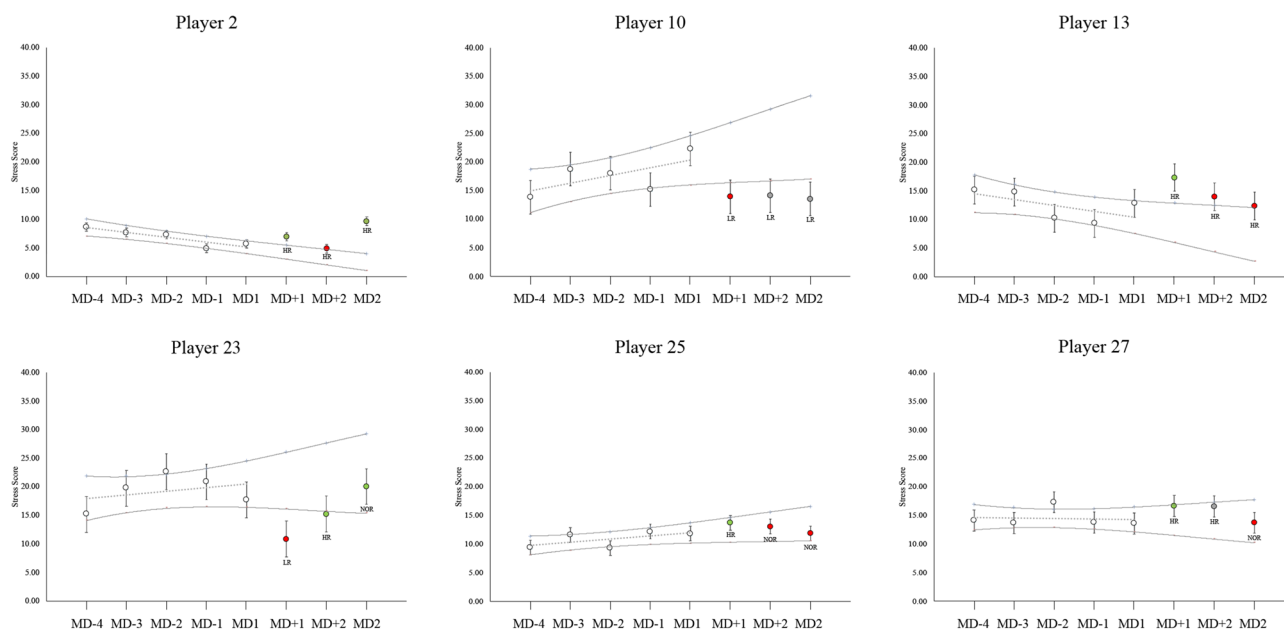 Player 2
Player 10
Player 13
40.00
35.00
30.00
25.00
20.00
15.00
10.00
5.00
0.00
Stress Score
HR
HR
HR
MD-4 MD-3 MD-2 MD-1 MD1 MD+1 MD+2 MD2
40.00
35.00
30.00
25.00
20.00
15.00
10.00
5.00
0.00
Stress Score
LR
LR
LR
MD-4 MD-3 MD-2 MD-1 MD1 MD+1 MD+2 MD2
40.00
35.00
30.00
25.00
20.00
15.00
10.00
5.00
0.00
Stress Score
HR
HR
HR
MD-4 MD-3 MD-2 MD-1 MD1 MD+1 MD+2 MD2
Player 23
Player 25
Player 27
40.00
35.00
30.00
25.00
20.00
15.00
10.00
5.00
0.00
Stress Score
LR
HR
NOR
MD-4 MD-3 MD-2 MD-1 MD1 MD+1 MD+2 MD2
40.00
35.00
30.00
25.00
20.00
15.00
10.00
5.00
0.00
Stress Score
HR
NOR
NOR
MD-4 MD-3 MD-2 MD-1 MD1 MD+1 MD+2 MD2
40.00
35.00
30.00
25.00
20.00
15.00
10.00
5.00
0.00
Stress Score
HR
HR
NOR
MD-4 MD-3 MD-2 MD-1 MD1 MD+1 MD+2 MD2